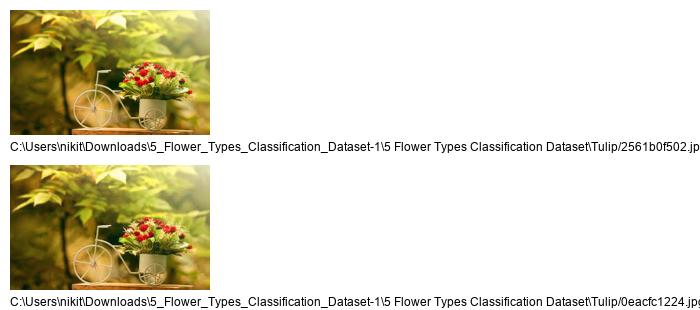 C:\Users\nikit\Downloads\5_Flower_Types_Classification_Dataset-1\5 Flower Types Classification Dataset\Tulip/2561b0f502.jp
C:\Users\nikit\Downloads\5_Flower_Types_Classification_Dataset-1\5 Flower Types Classification Dataset\Tulip/0eacfc1224.jpg